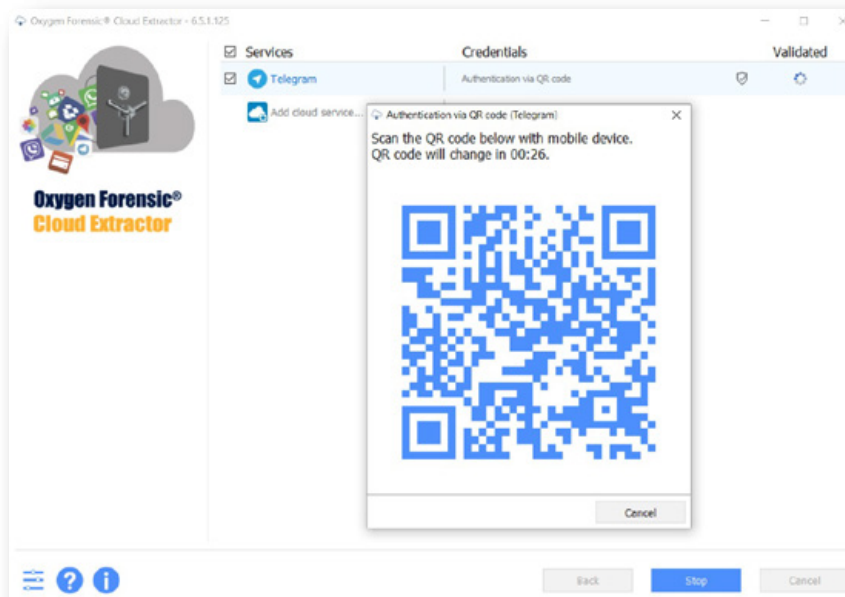 Oxygen Forensic® Cloud Extractor - 6.5.1.125
Services
Credentials
Validated
Telegram
Authentication via QR code
Add cloud service...
Authentication via QR code (Telegram)
Scan the QR code below with mobile device.
QR code will change in 00:26.
Oxygen Forensic®
Cloud Extractor
Cancel
Back
Stop
Cancel